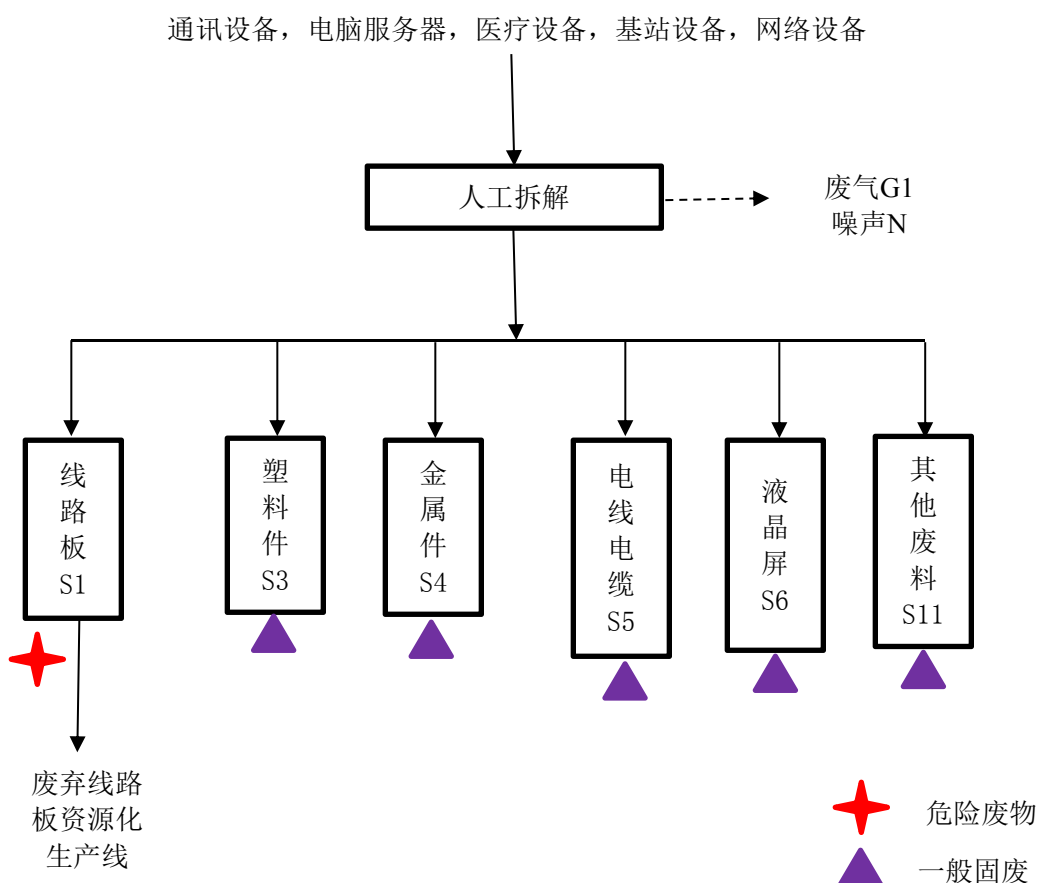 通讯设备，电脑服务器，医疗设备，基站设备，网络设备
人工拆解
废气G1
噪声N
线
路
板
S1
塑
料
件
S3
金
属
件
S4
电
线
电
缆
S5
液
晶
屏
S6
其
他
废
料
S11
废弃线路
板资源化
生产线
危险废物
一般固废